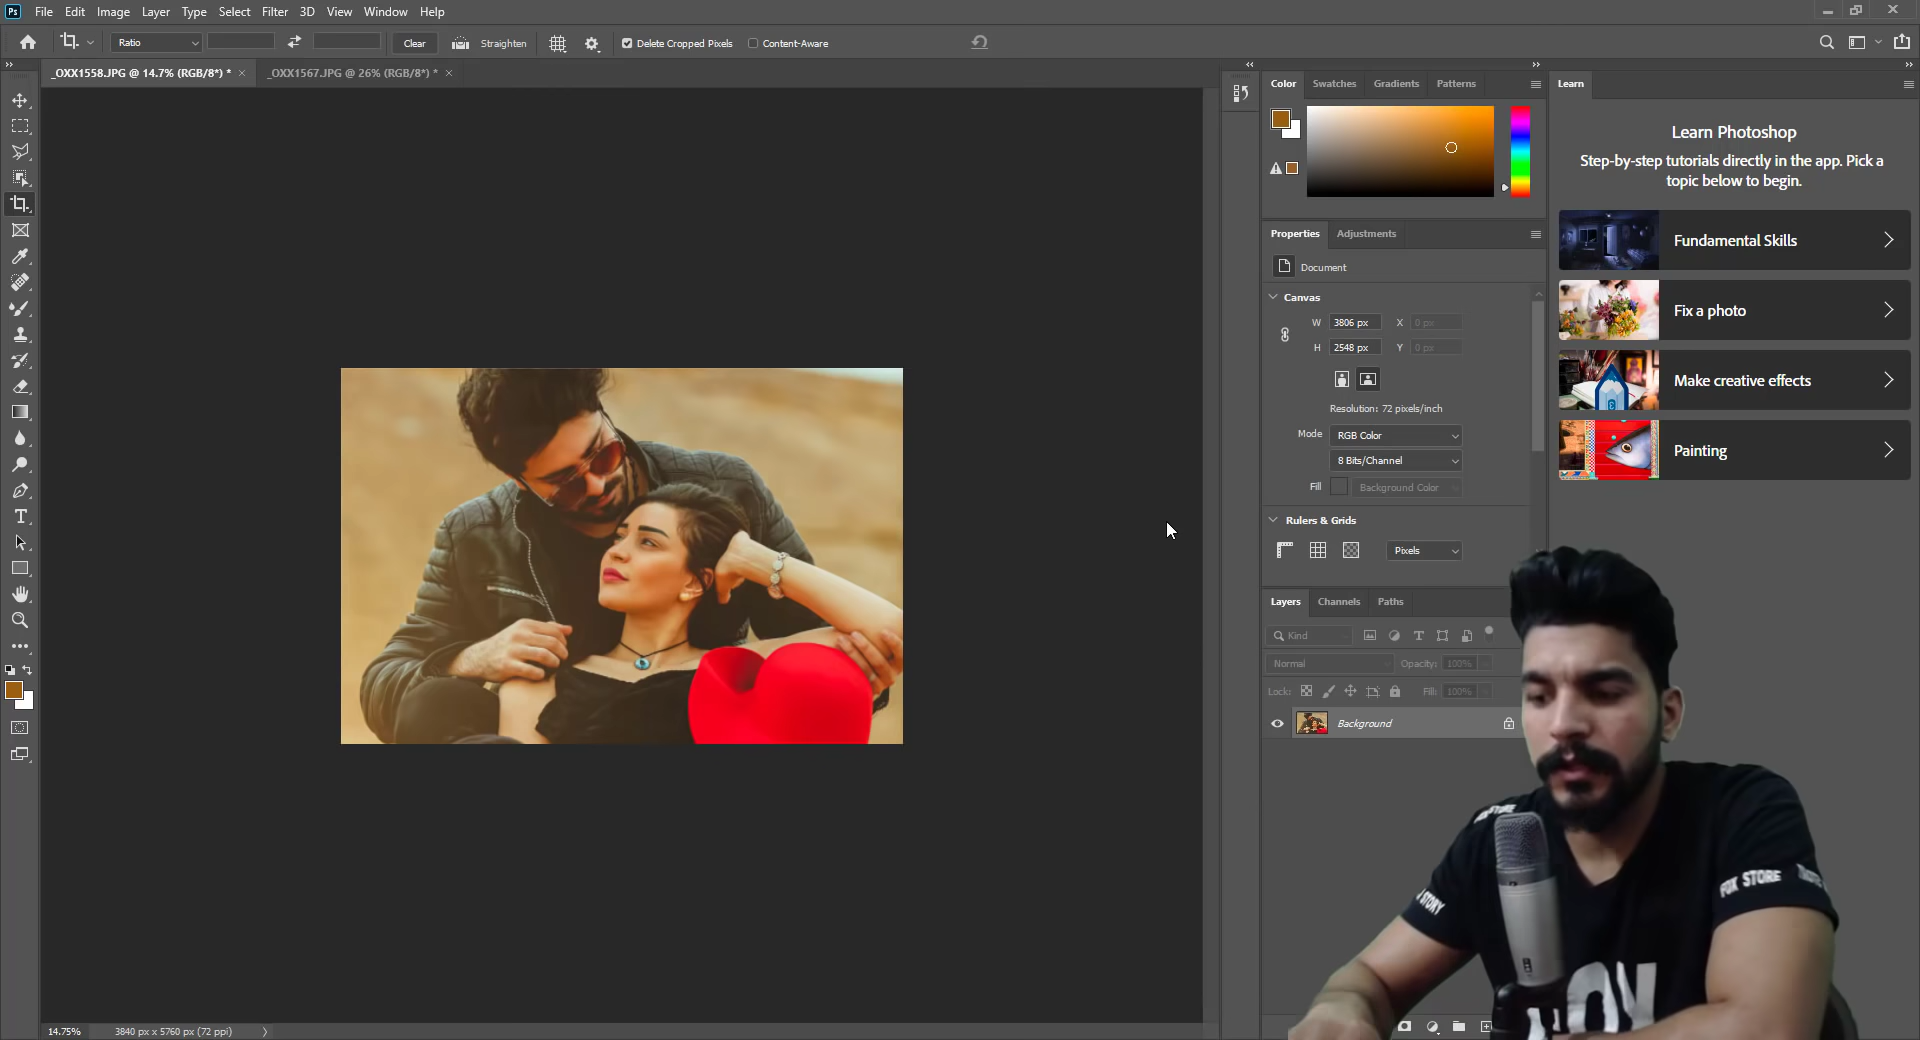 Ps File Edit Image Layer Type Select Filter 3D View Window Help
Ratio Clear Straighten Delete Cropped Pixels Content-Aware
_OXX1558.JPG @ 14.7% (RGB/8*) * × _OXX1567.JPG @ 26% (RGB/8*) * ×
Color Swatches Gradients Patterns
Learn
Learn Photoshop
Step-by-step tutorials directly in the app. Pick a
topic below to begin.
Fundamental Skills
Fix a photo
Make creative effects
Painting
Properties Adjustments
Document
Canvas
W 3806 px X 0 px
H 2548 px Y 0 px
Resolution: 72 pixels/inch
Mode RGB Color
8 Bits/Channel
Fill Background Color
Rulers & Grids
Pixels
Layers Channels Paths
Kind
Normal Opacity: 100%
Lock: Fill: 100%
Background
FOX STORE
STORY
14.75% 3840 px x 5760 px (72 ppi)